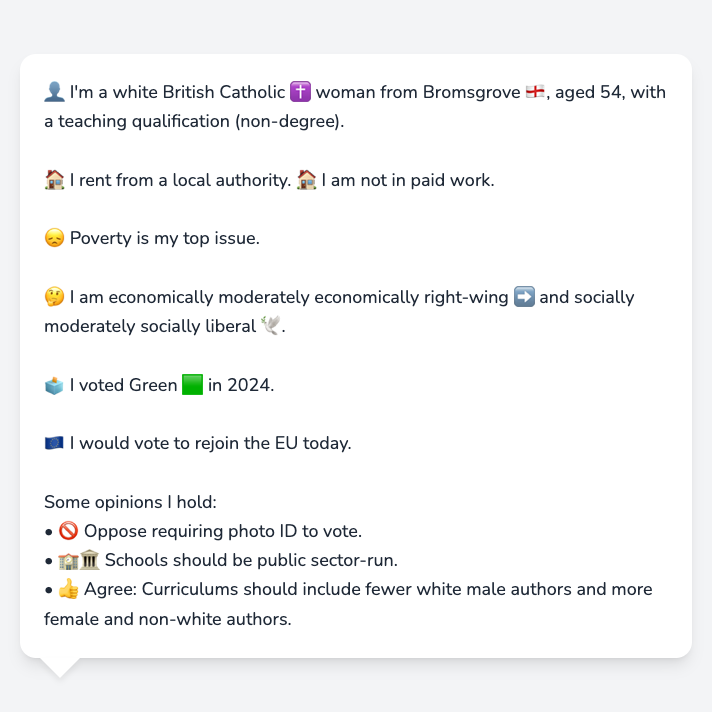 👤 I'm a white British Catholic ✝️ woman from Bromsgrove 🏴󠁧󠁢󠁥󠁮󠁧󠁿, aged 54, with
a teaching qualification (non-degree).
🏠 I rent from a local authority. 🏠 I am not in paid work.
😞 Poverty is my top issue.
🤔 I am economically moderately economically right-wing ➡️ and socially
moderately socially liberal 🕊️.
🗳️ I voted Green 🟩 in 2024.
🇪🇺 I would vote to rejoin the EU today.
Some opinions I hold:
• 🚫 Oppose requiring photo ID to vote.
• 🏫🏛️ Schools should be public sector-run.
• 👍 Agree: Curriculums should include fewer white male authors and more
female and non-white authors.